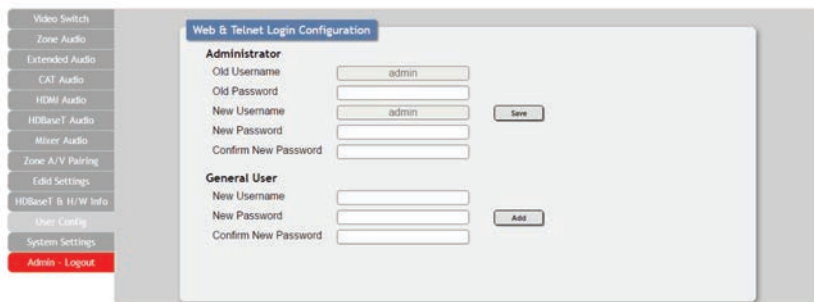 Video Switch
Zone Audio
Extended Audio
CAT Audio
HDMI Audio
HDBaseT Audio
Mixer Audio
Zone A/V Pairing
Edid Settings
HDBaseT & H/W Info
User Config
System Settings
Admin - Logout
Web & Telnet Login Configuration
Administrator
Old Username admin
Old Password
New Username admin Save
New Password
Confirm New Password
General User
New Username
New Password Add
Confirm New Password